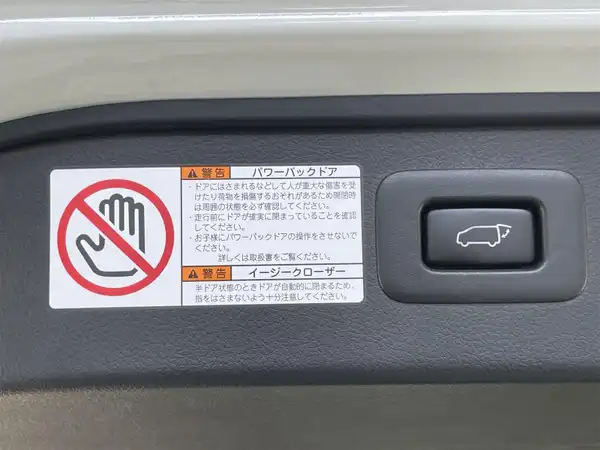 警告 パワーバックドア
・ドアにはさまれるなどして人が重大な傷害を受
けたり荷物を損傷するおそれがあるため開閉時
は周囲の状態を必ず確認してください。
・走行前にドアが確実に閉まっていることを確認
してください。
・お子様にパワーバックドアの操作をさせないで
ください。
詳しくは取扱書をご覧ください。
警告 イージークローザー
半ドア状態のときドアが自動的に閉まるため、
指をはさまないよう十分注意してください。